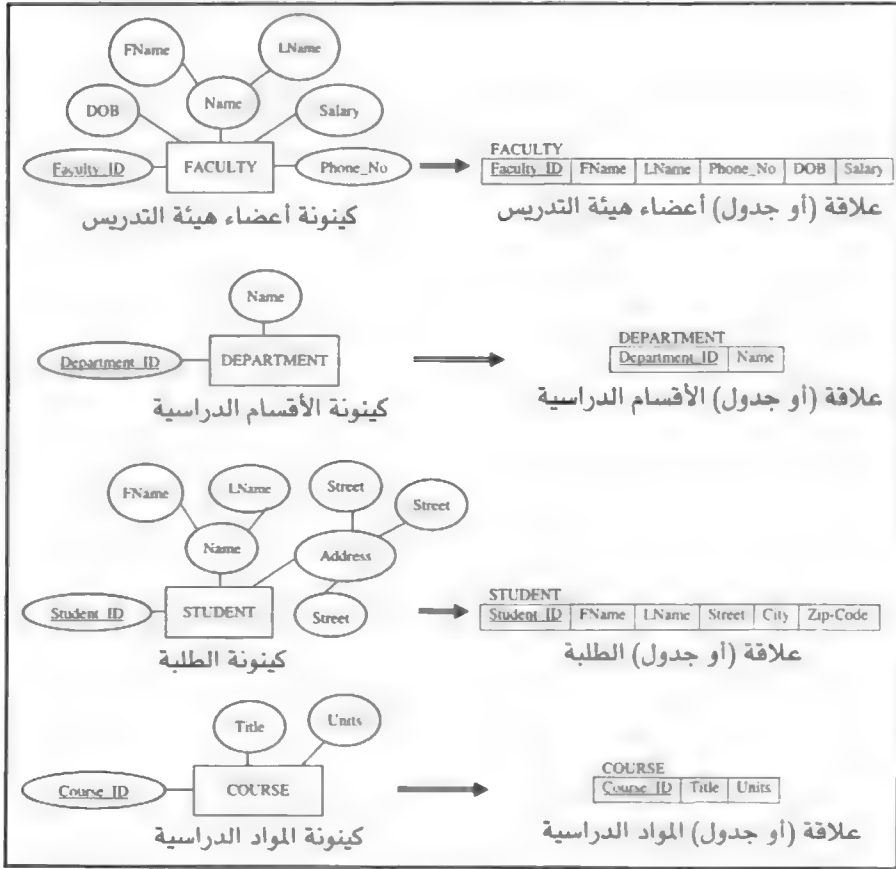 FName
LName
Name
DOB
Salary
Faculty_ID
FACULTY
Phone_No
FACULTY
Faculty_ID FName LName Phone_No DOB Salary
كينونة أعضاء هيئة التدريس
علاقة (أو جدول) أعضاء هيئة التدريس
Name
Department_ID
DEPARTMENT
DEPARTMENT
Department_ID Name
كينونة الأقسام الدراسية
علاقة (أو جدول) الأقسام الدراسية
FName
LName
Street
Street
Name
Address
Student_ID
STUDENT
Street
STUDENT
Student_ID FName LName Street City Zip-Code
كينونة الطلبة
علاقة (أو جدول) الطلبة
Title
Units
Course_ID
COURSE
COURSE
Course_ID Title Units
كينونة المواد الدراسية
علاقة (أو جدول) المواد الدراسية